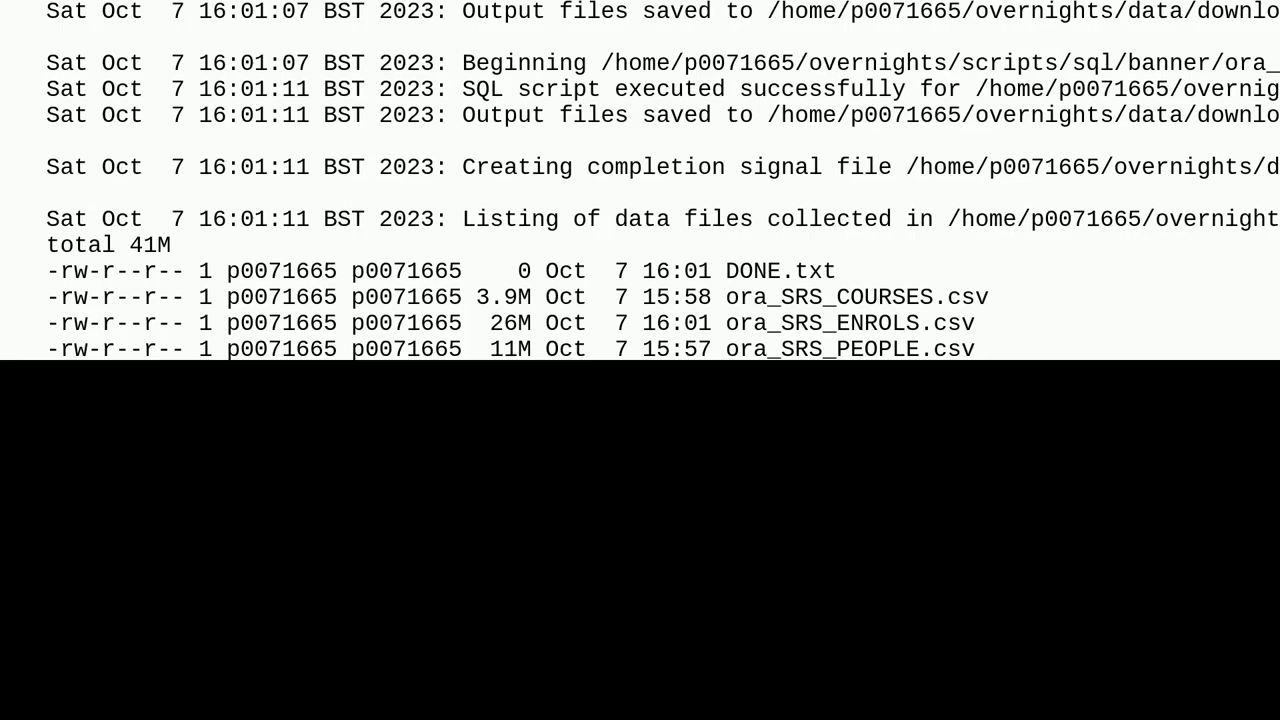 Sat Oct  7 16:01:07 BST 2023: Output files saved to /home/p0071665/overnights/data/downlo
Sat Oct  7 16:01:07 BST 2023: Beginning /home/p0071665/overnights/scripts/sql/banner/ora_
Sat Oct  7 16:01:11 BST 2023: SQL script executed successfully for /home/p0071665/overnig
Sat Oct  7 16:01:11 BST 2023: Output files saved to /home/p0071665/overnights/data/downlo
Sat Oct  7 16:01:11 BST 2023: Creating completion signal file /home/p0071665/overnights/d
Sat Oct  7 16:01:11 BST 2023: Listing of data files collected in /home/p0071665/overnight
total 41M
-rw-r--r-- 1 p0071665 p0071665    0 Oct  7 16:01 DONE.txt
-rw-r--r-- 1 p0071665 p0071665 3.9M Oct  7 15:58 ora_SRS_COURSES.csv
-rw-r--r-- 1 p0071665 p0071665  26M Oct  7 16:01 ora_SRS_ENROLS.csv
-rw-r--r-- 1 p0071665 p0071665  11M Oct  7 15:57 ora_SRS_PEOPLE.csv